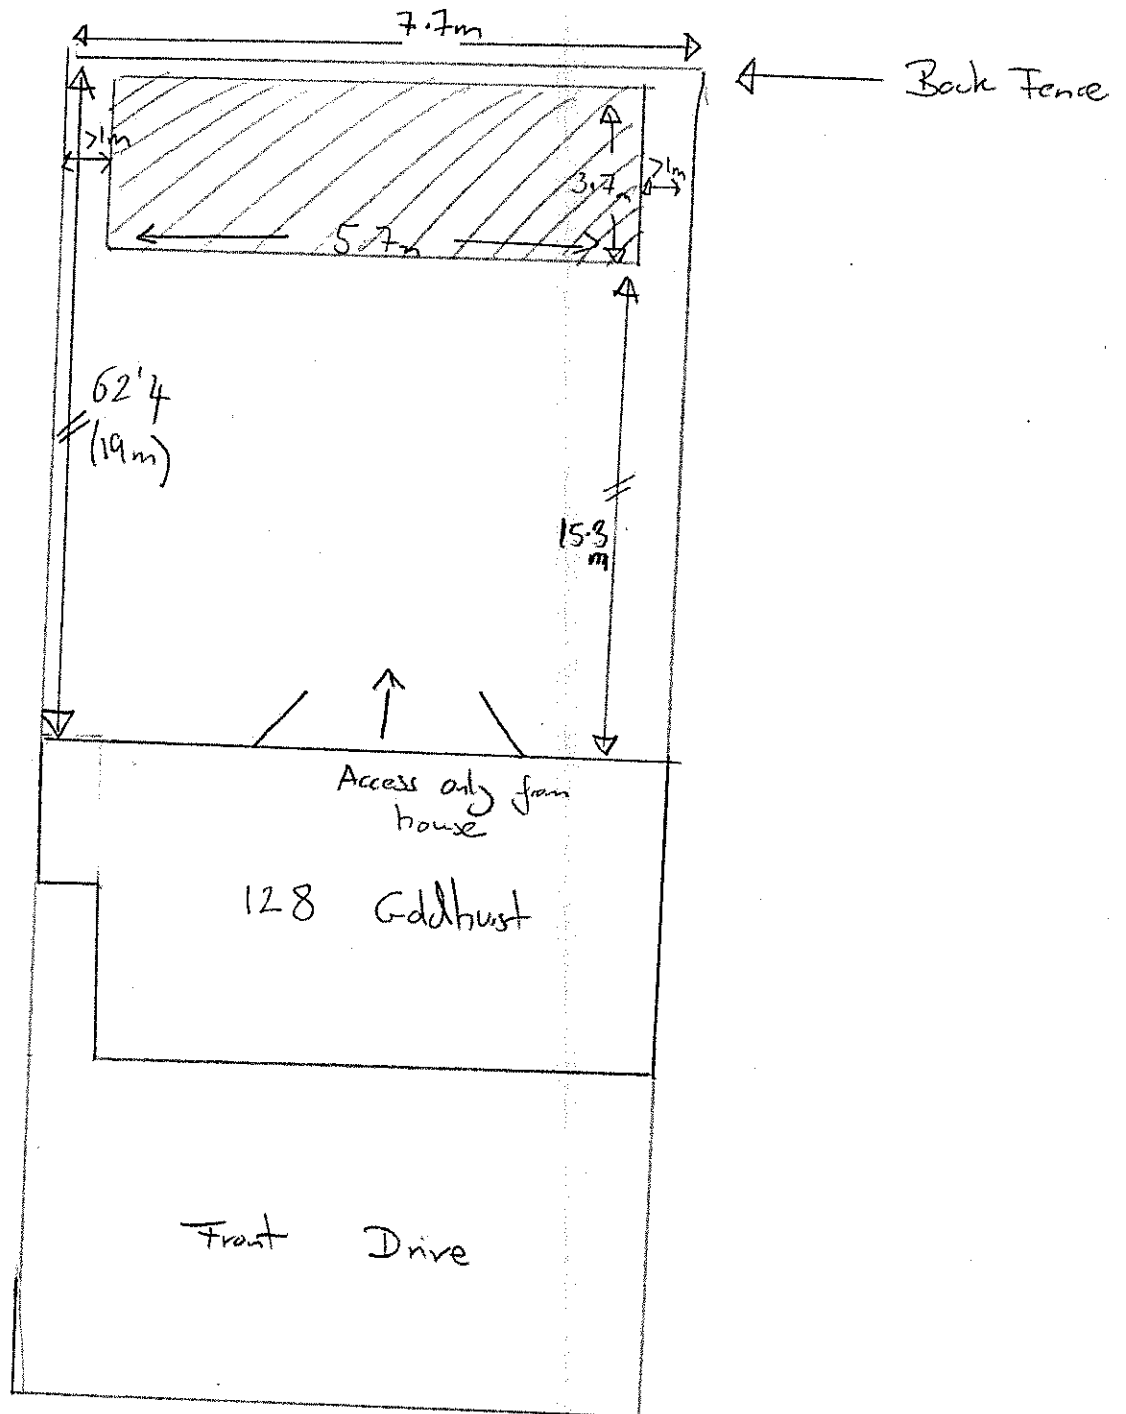 7.7m
Back Fence
>1m
3.7m
>1m
5.7m
62'4
(19m)
15.3
m
Access only from
house
128 Goldhurst
Front Drive